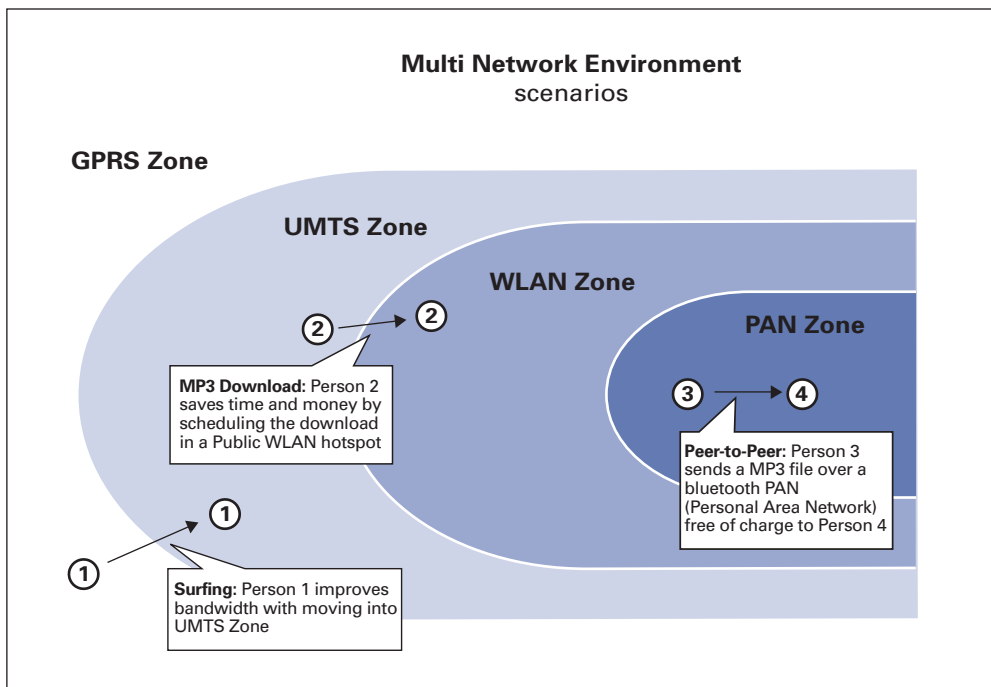 Multi Network Environment
scenarios
GPRS Zone
UMTS Zone
WLAN Zone
PAN Zone
2
2
MP3 Download: Person 2
saves time and money by
scheduling the download
in a Public WLAN hotspot
3
4
Peer-to-Peer: Person 3
sends a MP3 file over a
bluetooth PAN
(Personal Area Network)
free of charge to Person 4
1
1
Surfing: Person 1 improves
bandwidth with moving into
UMTS Zone